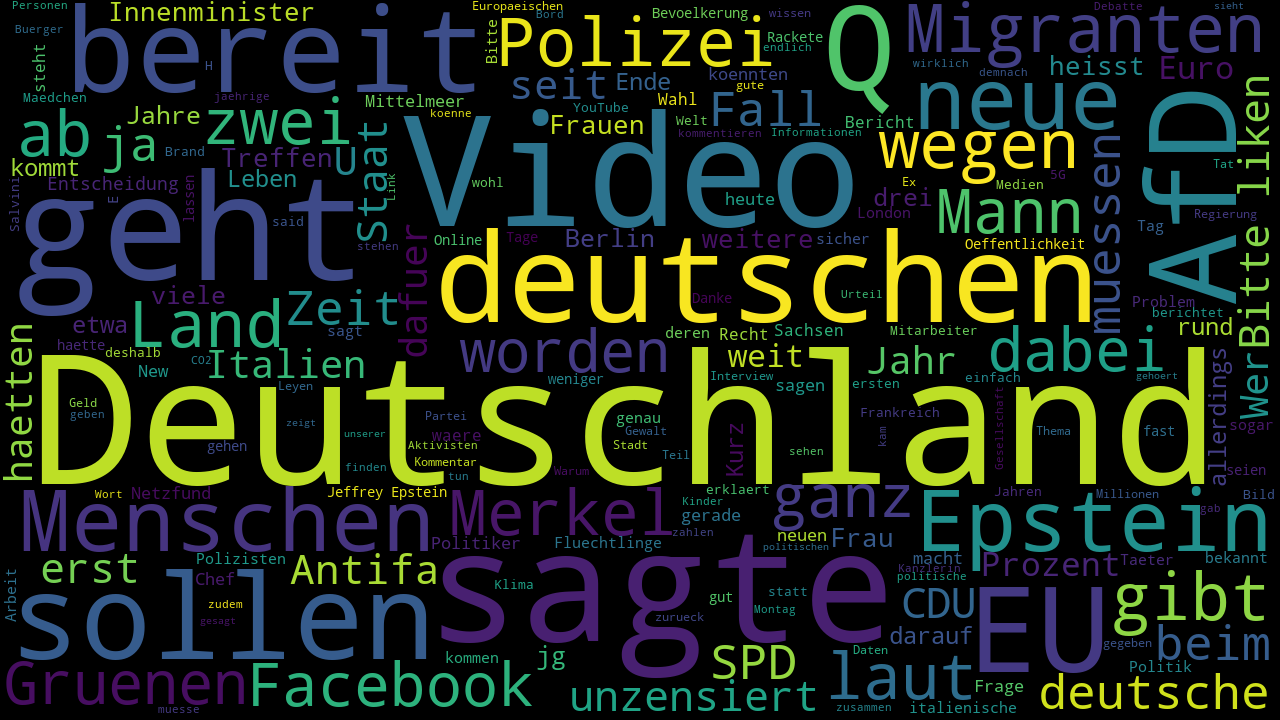 Personen
Innenminister
Europaeischen
Bord
Bevoelkerung
wissen
Debatte
sieht
Buerger
bereit
Bitte
Polizei
Rackete
endlich
Q
Migranten
steht
H
seit
Ende
koennten
wirklich
demnach
heisst
Euro
Maedchen
jaehrige
Mittelmeer
koenne
YouTube
Wahl
gute
Fall
neue
AfD
Bitte liken
ab
ja
Jahre
zwei
Frauen
Welt
kommentieren
Informationen
Bericht
wegen
muessen
Tat
kommt
Brand
Treffen
U
Staat
Video
Entscheidung
Leben
Link
wohl
heute
Ex
drei
Mann
Medien
5G
Salvini
E
lassen
said
London
Regierung
geht
stehen
dafuer
Online
Tage
Berlin
weitere
sicher
Oeffentlichkeit
Tag
Wer
deutschen
viele
Zeit
Danke
Urteil
Problem
berichtet
haetten
etwa
Land
sagt
deren
Recht
Sachsen
Mitarbeiter
rund
haette
deshalb
New
CO2
Italien
worden
weit
Jahr
dabei
Leyen
weniger
Interview
sagen
ersten
einfach
gehoert
allerdings
Geld
geben
Deutschland
zeigt
unserer
Partei
genau
Gewalt
Frankreich
kam
Gesellschaft
Thema
fast
sogar
gehen
waere
Aktivisten
Stadt
Kurz
sehen
finden
Kommentar
tun
Warum
Teil
seien
Menschen
Wort
Netzfund
Jeffrey Epstein
Merkel
Kinder
erklaert
ganz
Jahren
Millionen
Bild
gerade
gab
zahlen
neuen
Frau
Epstein
Politiker
Fluechtlinge
politischen
erst
Polizisten
Antifa
sagte
macht
Prozent
Taeter
bekannt
Chef
Kanzlerin
politische
Arbeit
sollen
zudem
gesagt
Klima
gut
statt
Montag
CDU
EU
gibt
zurueck
darauf
gegeben
beim
Gruenen
Facebook
kommen
jg
SPD
Daten
laut
Politik
Frage
muesse
unzensiert
zusammen
italienische
deutsche